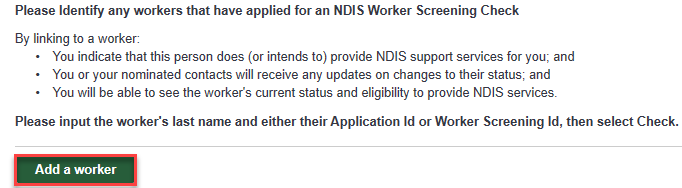 Please Identify any workers that have applied for an NDIS Worker Screening Check
By linking to a worker:
• You indicate that this person does (or intends to) provide NDIS support services for you; and
• You or your nominated contacts will receive any updates on changes to their status; and
• You will be able to see the worker's current status and eligibility to provide NDIS services.
Please input the worker's last name and either their Application Id or Worker Screening Id, then select Check.
Add a worker